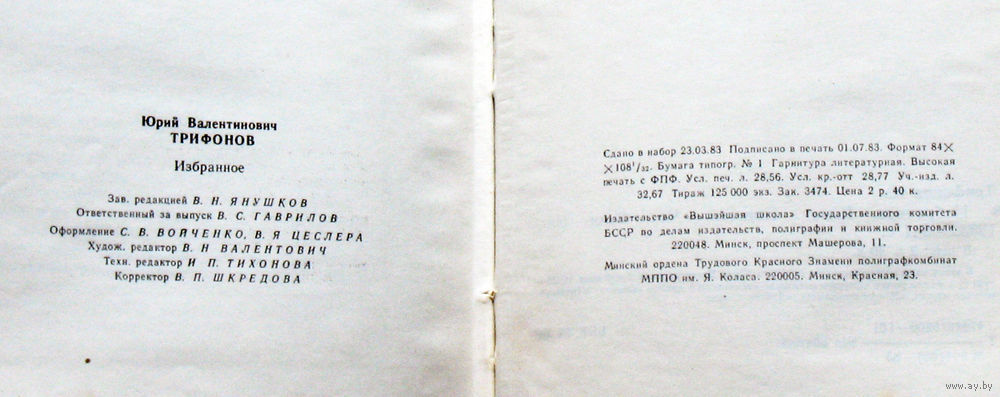 Юрий Валентинович
ТРИФОНОВ
Избранное
Зав. редакцией В. Н. ЯНУШКОВ
Ответственный за выпуск В. С. ГАВРИЛОВ
Оформление С. В. ВОЙЧЕНКО, В. Я ЦЕСЛЕРА
Худож. редактор В. Н ВАЛЕНТОВИЧ
Техн. редактор И П. ТИХОНОВА
Корректор В. П. ШКРЕДОВА
Сдано в набор 23.03.83 Подписано в печать 01.07.83. Формат 84×
×108¹/₃₂. Бумага типогр. № 1 Гарнитура литературная. Высокая
печать с ФПФ. Усл. печ. л. 28,56. Усл. кр.-отт 28,77 Уч.-изд. л.
32,67 Тираж 125 000 экз. Зак. 3474. Цена 2 р. 40 к.
Издательство «Вышэйшая школа» Государственного комитета
БССР по делам издательств, полиграфии и книжной торговли.
220048. Минск, проспект Машерова, 11.
Минский ордена Трудового Красного Знамени полиграфкомбинат
МППО им. Я. Коласа. 220005. Минск, Красная, 23.
www.ay.by